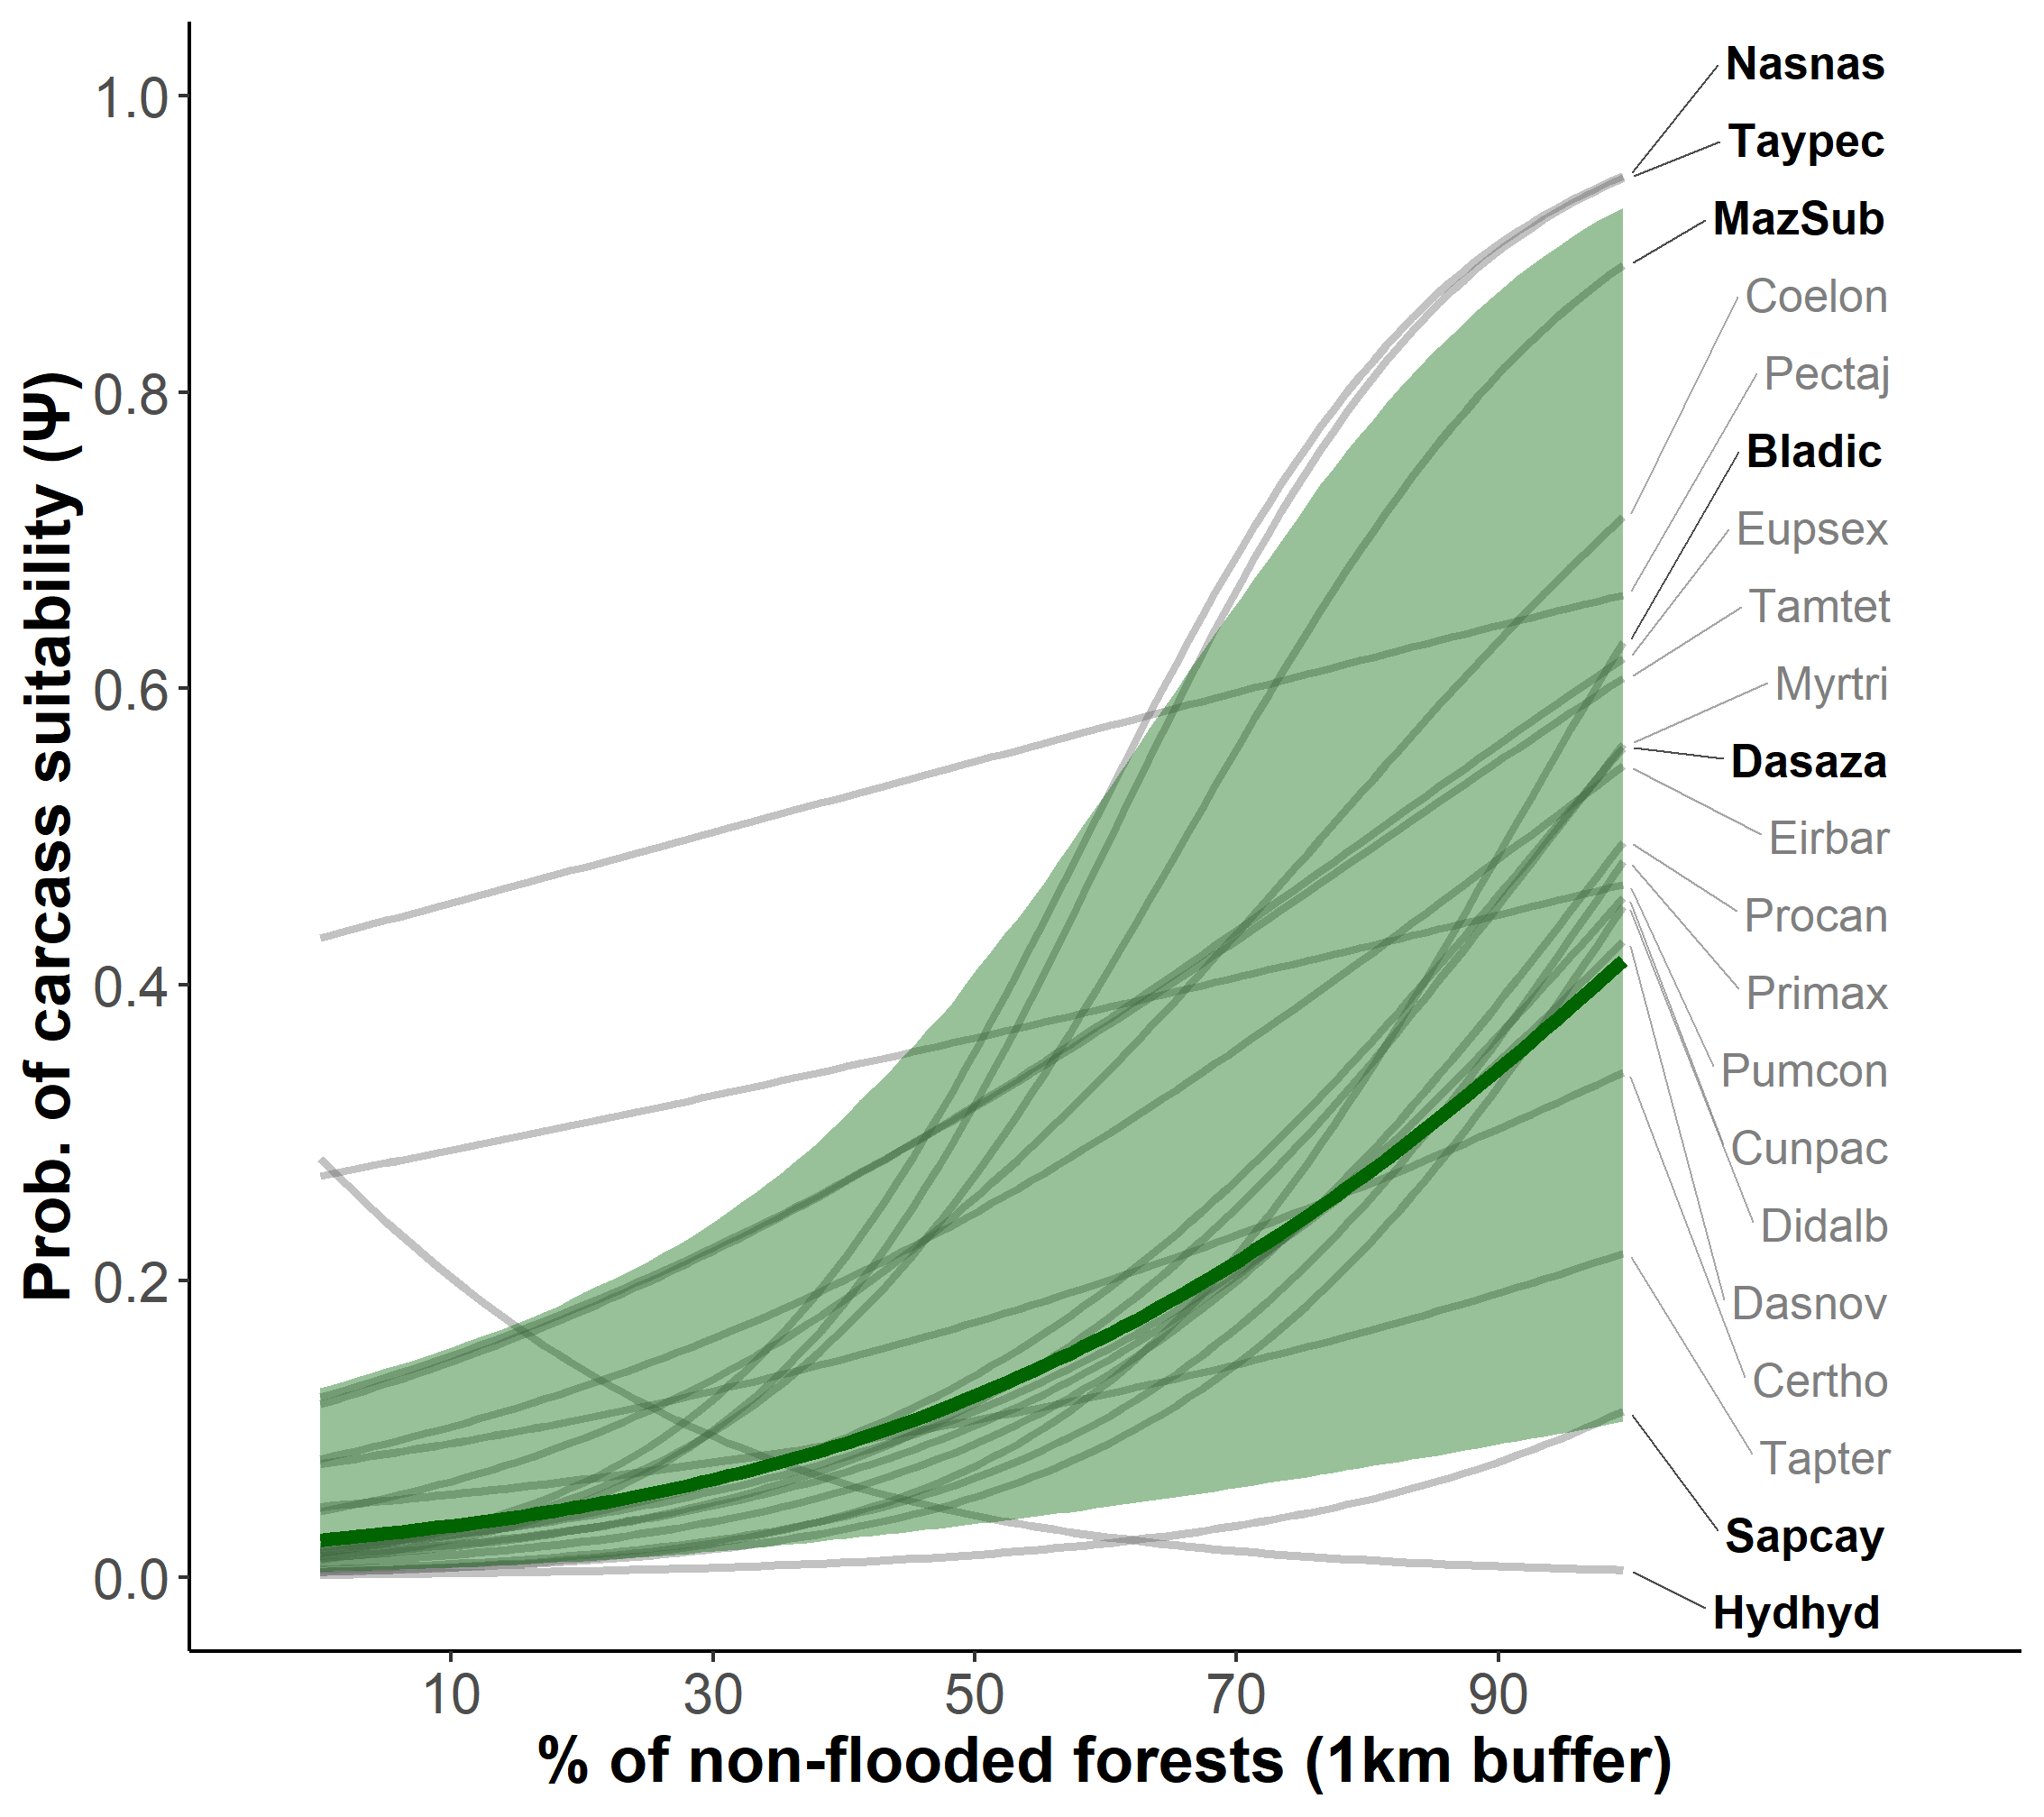 Prob. of carcass suitability (Ψ)
1.0
0.8
0.6
0.4
0.2
0.0
10 30 50 70 90
% of non-flooded forests (1km buffer)
Nasnas
Taypec
MazSub
Coelon
Pectaj
Bladic
Eupsex
Tamtet
Myrtri
Dasaza
Eirbar
Procan
Primax
Pumcon
Cunpac
Didalb
Dasnov
Certho
Tapter
Sapcay
Hydhyd